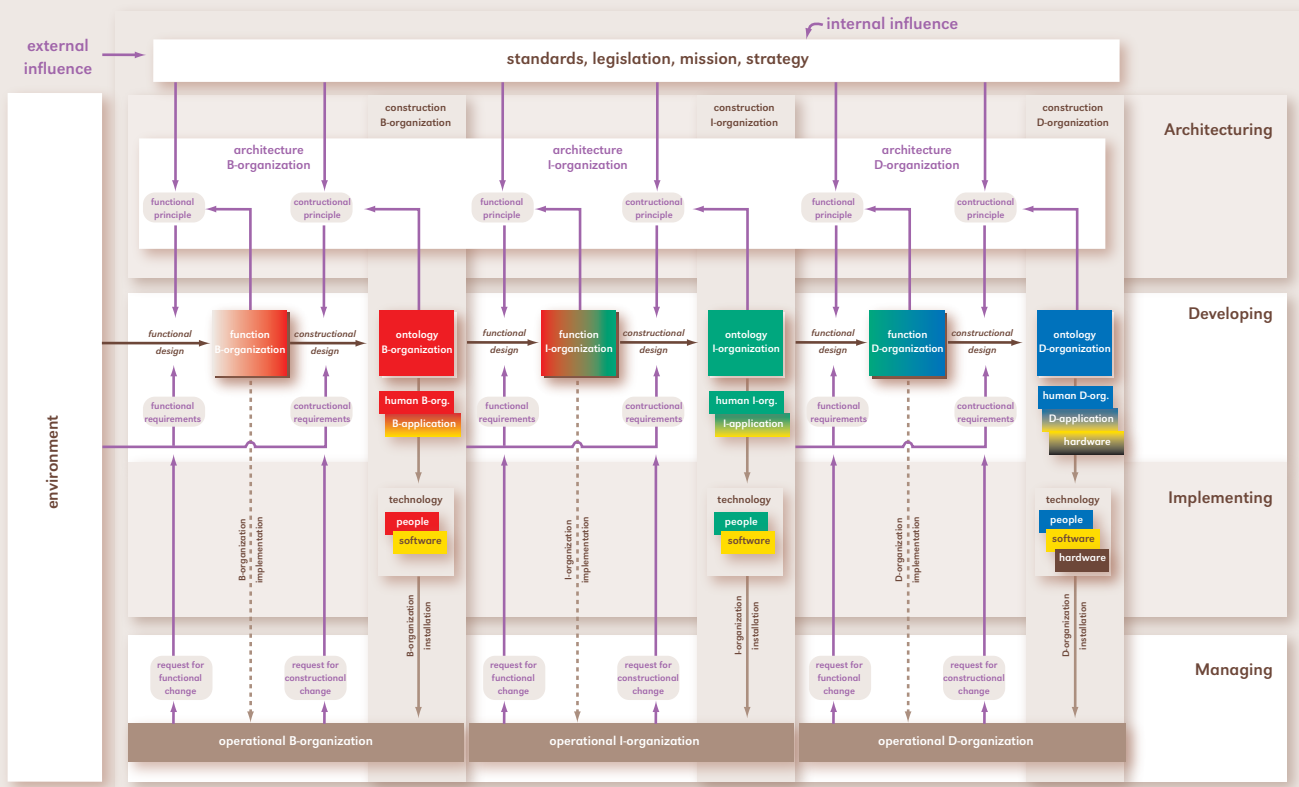 internal influence
external
influence
standards, legislation, mission, strategy
construction
B-organization
construction
I-organization
construction
D-organization
Architecturing
architecture
B-organization
architecture
I-organization
architecture
D-organization
functional
principle
contructional
principle
functional
principle
contructional
principle
functional
principle
contructional
principle
Developing
functional
design
function
B-organization
constructional
design
ontology
B-organization
functional
design
function
I-organization
constructional
design
ontology
I-organization
functional
design
function
D-organization
constructional
design
ontology
D-organization
human B-org.
B-application
human I-org.
I-application
human D-org.
D-application
hardware
functional
requirements
contructional
requirements
functional
requirements
contructional
requirements
functional
requirements
contructional
requirements
environment
Implementing
technology
people
software
technology
people
software
technology
people
software
hardware
B-organization
implementation
I-organization
implementation
D-organization
implementation
B-organization
installation
I-organization
installation
D-organization
installation
Managing
request for
functional
change
request for
constructional
change
request for
functional
change
request for
constructional
change
request for
functional
change
request for
constructional
change
operational B-organization
operational I-organization
operational D-organization